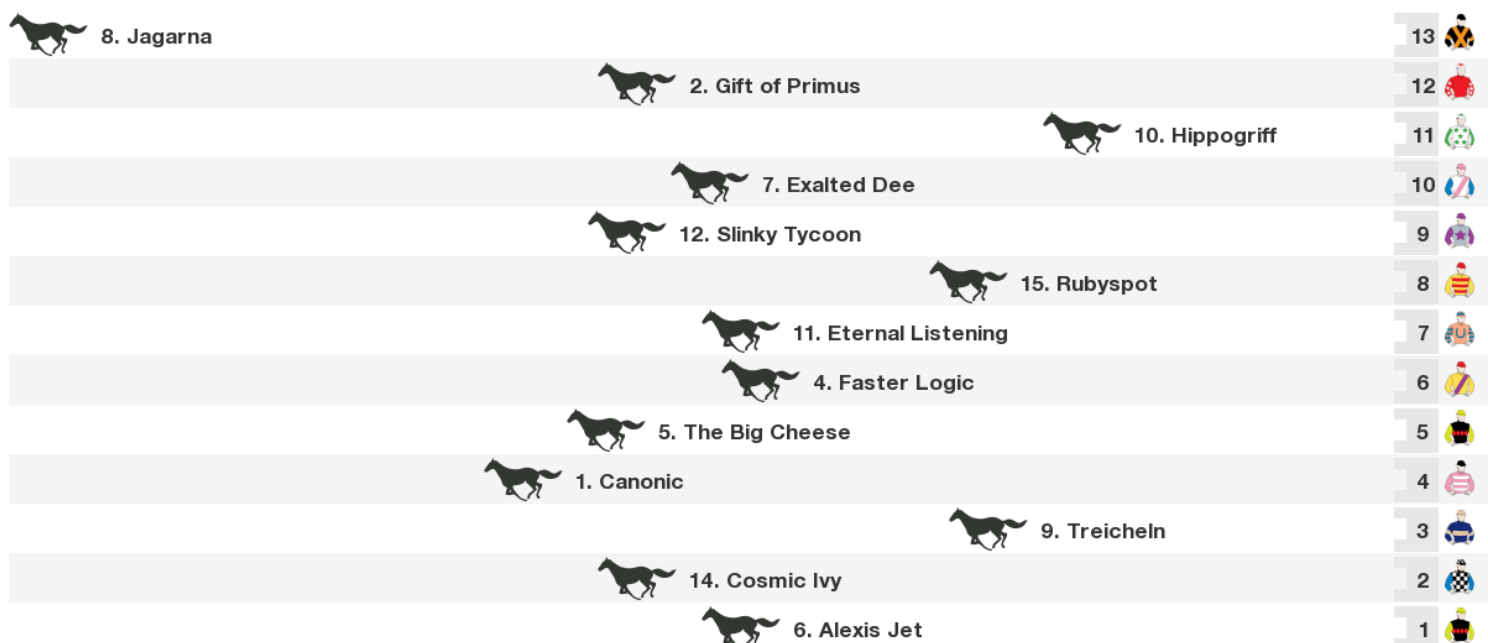 8. Jagarna 13
2. Gift of Primus 12
10. Hippogriff 11
7. Exalted Dee 10
12. Slinky Tycoon 9
15. Rubyspot 8
11. Eternal Listening 7
4. Faster Logic 6
5. The Big Cheese 5
1. Canonic 4
9. Treicheln 3
14. Cosmic Ivy 2
6. Alexis Jet 1